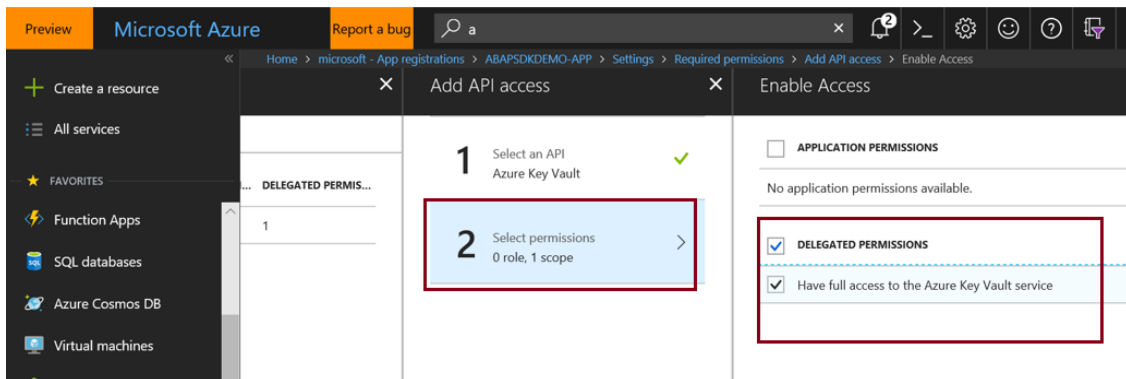 Preview
Microsoft Azure
Report a bug
a
2
Home > microsoft - App registrations > ABAPSDKDEMO-APP > Settings > Required permissions > Add API access > Enable Access
Create a resource
All services
FAVORITES
Function Apps
SQL databases
Azure Cosmos DB
Virtual machines
... DELEGATED PERMIS...
1
Add API access
1
Select an API
Azure Key Vault
2
Select permissions
0 role, 1 scope
Enable Access
APPLICATION PERMISSIONS
No application permissions available.
DELEGATED PERMISSIONS
Have full access to the Azure Key Vault service